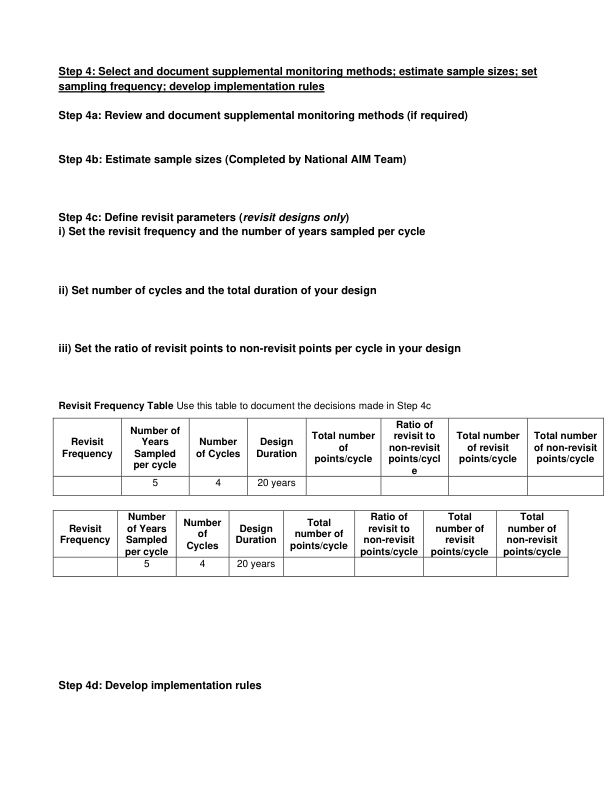 Step 4: Select and document supplemental monitoring methods; estimate sample sizes; set
sampling frequency; develop implementation rules
Step 4a: Review and document supplemental monitoring methods (if required)
Step 4b: Estimate sample sizes (Completed by National AIM Team)
Step 4c: Define revisit parameters (revisit designs only)
i) Set the revisit frequency and the number of years sampled per cycle
ii) Set number of cycles and the total duration of your design
iii) Set the ratio of revisit points to non-revisit points per cycle in your design
Revisit Frequency Table Use this table to document the decisions made in Step 4c
Revisit
Frequency
Number of
Years
Sampled
per cycle
Number
of Cycles
Design
Duration
Total number
of
points/cycle
Ratio of
revisit to
non-revisit
points/cycl
e
Total number
of revisit
points/cycle
Total number
of non-revisit
points/cycle
5
4
20 years
Revisit
Frequency
Number
of Years
Sampled
per cycle
Number
of
Cycles
Design
Duration
Total
number of
points/cycle
Ratio of
revisit to
non-revisit
points/cycle
Total
number of
revisit
points/cycle
Total
number of
non-revisit
points/cycle
5
4
20 years
Step 4d: Develop implementation rules